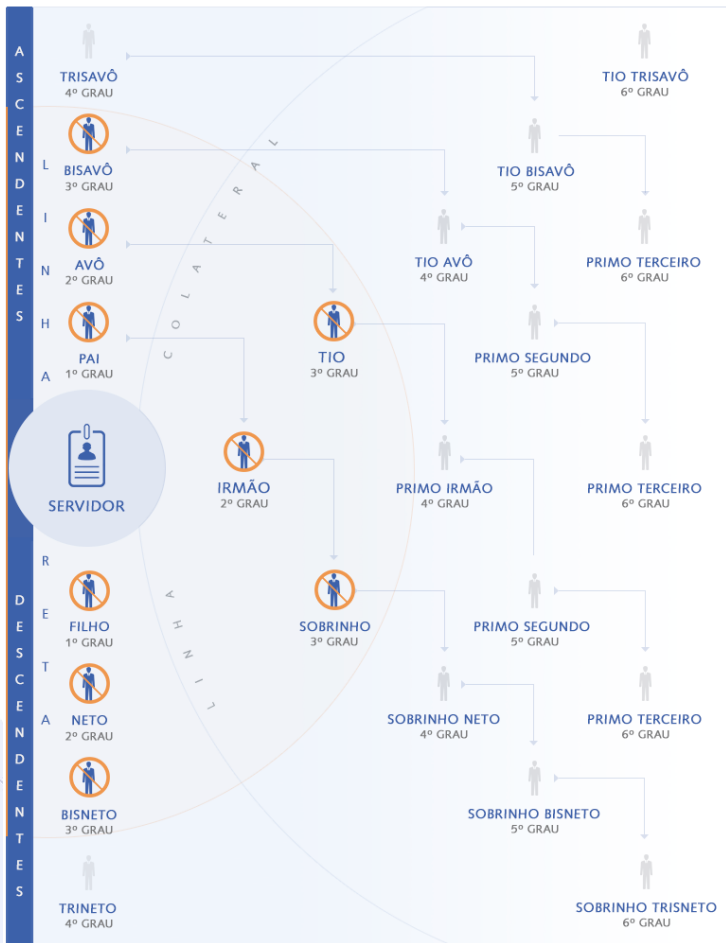 ASCENDENTES
TRISAVÔ
4º GRAU
TIO TRISAVÔ
6º GRAU
BISAVÔ
3º GRAU
TIO BISAVÔ
5º GRAU
AVÔ
2º GRAU
TIO AVÔ
4º GRAU
PRIMO TERCEIRO
6º GRAU
PAI
1º GRAU
TIO
3º GRAU
PRIMO SEGUNDO
5º GRAU
LINHA RETA
LINHA COLATERAL
SERVIDOR
IRMÃO
2º GRAU
PRIMO IRMÃO
4º GRAU
PRIMO TERCEIRO
6º GRAU
DESCENDENTES
FILHO
1º GRAU
SOBRINHO
3º GRAU
PRIMO SEGUNDO
5º GRAU
NETO
2º GRAU
SOBRINHO NETO
4º GRAU
PRIMO TERCEIRO
6º GRAU
BISNETO
3º GRAU
SOBRINHO BISNETO
5º GRAU
TRINETO
4º GRAU
SOBRINHO TRISNETO
6º GRAU